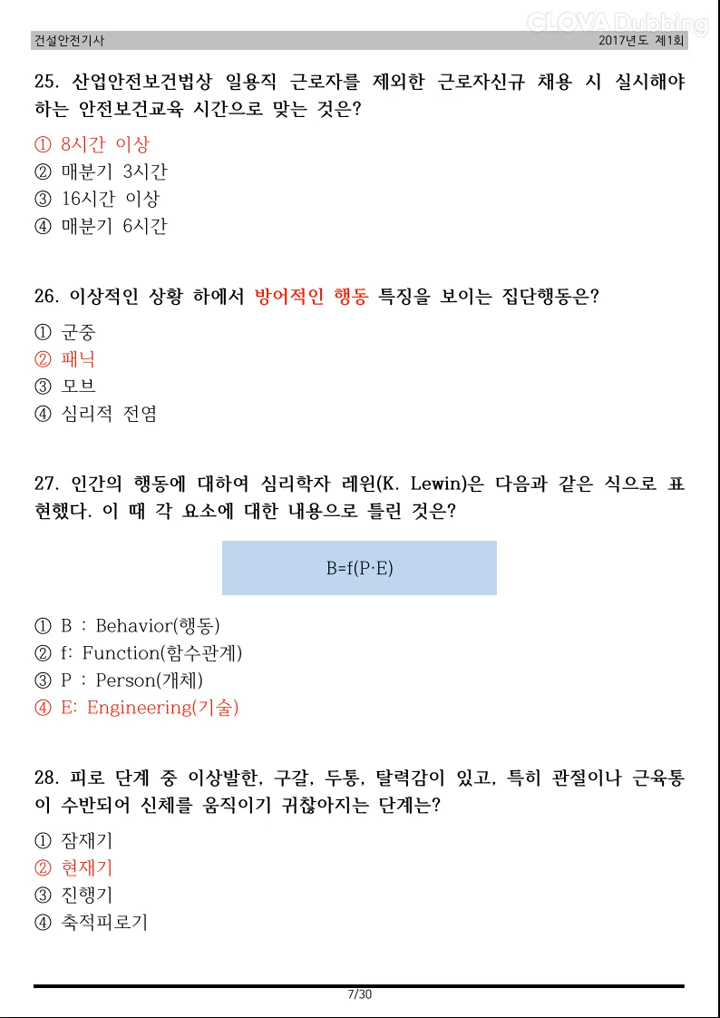 CLOVA Dubbing
건설안전기사 2017년도 제1회
25. 산업안전보건법상 일용직 근로자를 제외한 근로자신규 채용 시 실시해야
하는 안전보건교육 시간으로 맞는 것은?
① 8시간 이상
② 매분기 3시간
③ 16시간 이상
④ 매분기 6시간
26. 이상적인 상황 하에서 방어적인 행동 특징을 보이는 집단행동은?
① 군중
② 패닉
③ 모브
④ 심리적 전염
27. 인간의 행동에 대하여 심리학자 레윈(K. Lewin)은 다음과 같은 식으로 표
현했다. 이 때 각 요소에 대한 내용으로 틀린 것은?
B=f(P·E)
① B : Behavior(행동)
② f: Function(함수관계)
③ P : Person(개체)
④ E: Engineering(기술)
28. 피로 단계 중 이상발한, 구갈, 두통, 탈력감이 있고, 특히 관절이나 근육통
이 수반되어 신체를 움직이기 귀찮아지는 단계는?
① 잠재기
② 현재기
③ 진행기
④ 축적피로기
7/30